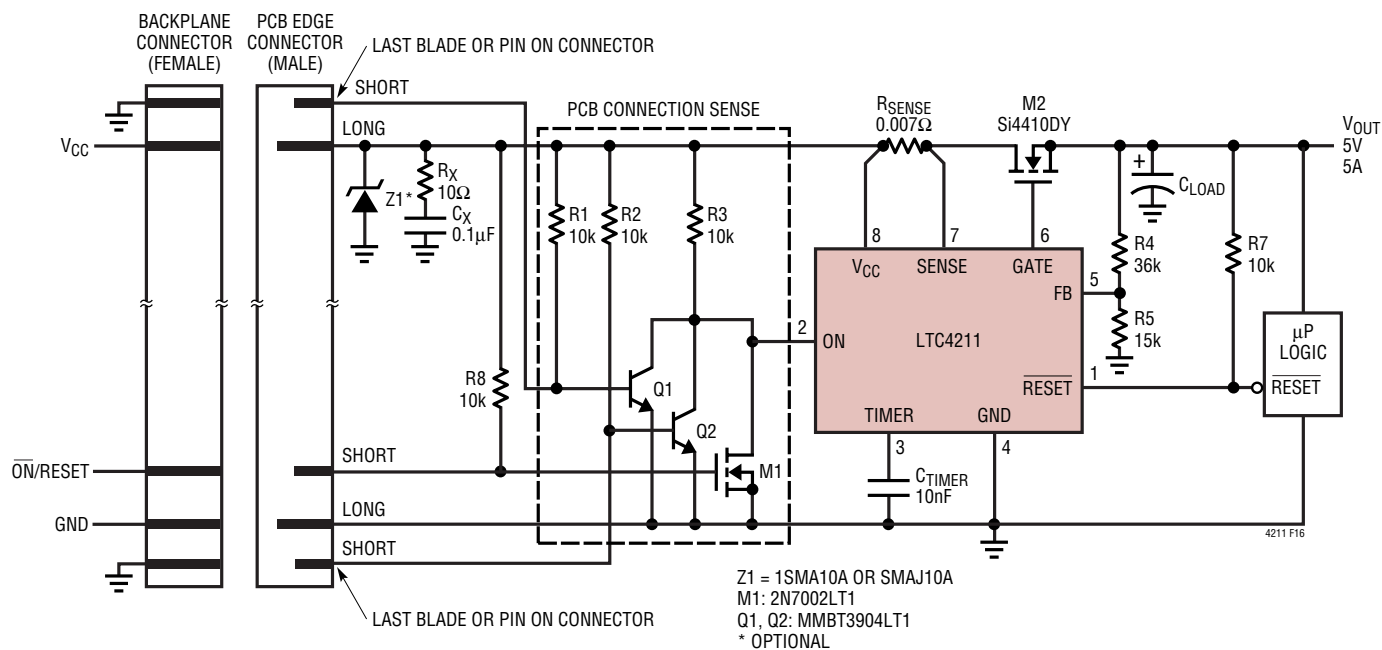 BACKPLANE
CONNECTOR
(FEMALE)
PCB EDGE
CONNECTOR
(MALE)
LAST BLADE OR PIN ON CONNECTOR
SHORT
PCB CONNECTION SENSE
RSENSE
0.007Ω
M2
Si4410DY
VCC
LONG
VOUT
5V
5A
Z1*
RX
10Ω
CX
0.1µF
R1
10k
R2
10k
R3
10k
+
CLOAD
8
7
6
VCC
SENSE
GATE
R4
36k
R7
10k
5
FB
2
ON
LTC4211
R5
15k
µP
LOGIC
R8
10k
Q1
1
RESET
RESET
Q2
TIMER
GND
3
4
ON/RESET
SHORT
M1
CTIMER
10nF
GND
LONG
4211 F16
SHORT
LAST BLADE OR PIN ON CONNECTOR
Z1 = 1SMA10A OR SMAJ10A
M1: 2N7002LT1
Q1, Q2: MMBT3904LT1
* OPTIONAL